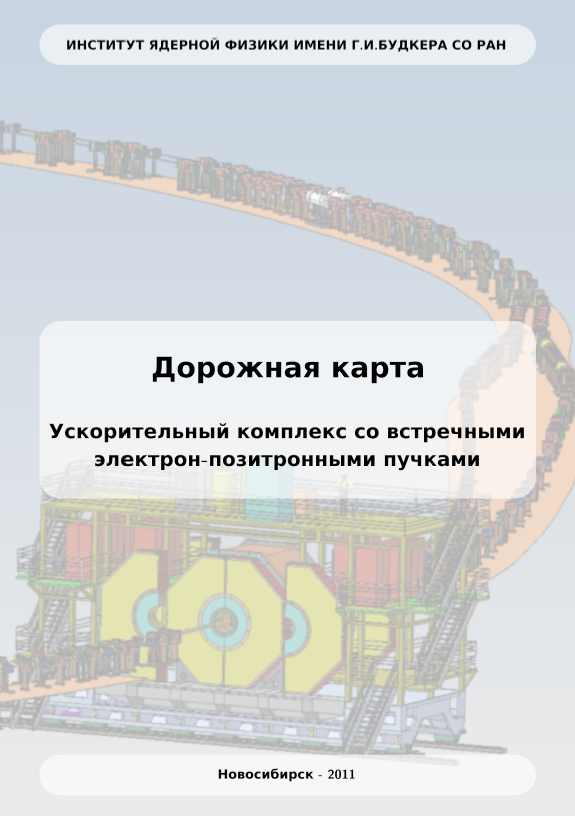 ИНСТИТУТ ЯДЕРНОЙ ФИЗИКИ ИМЕНИ Г.И.БУДКЕРА СО РАН
Дорожная карта
Ускорительный комплекс со встречными
электрон-позитронными пучками
Новосибирск - 2011